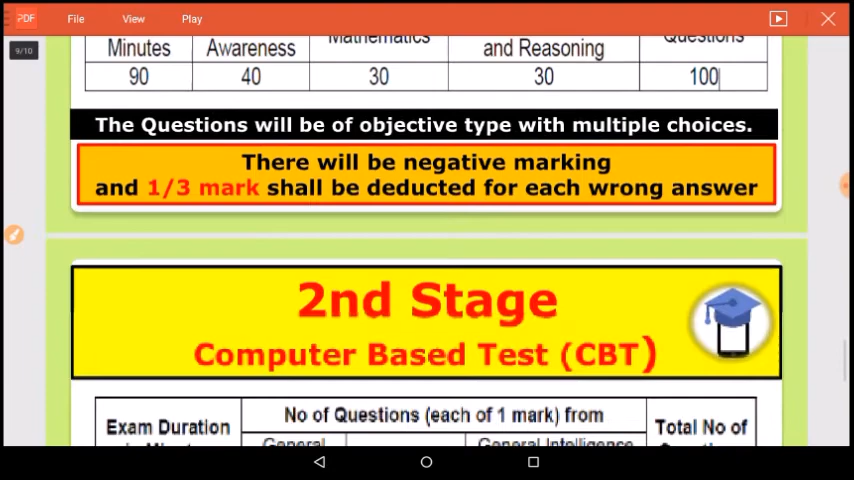 PDF File View Play
9/10
Minutes Awareness Mathematics and Reasoning Questions
90 40 30 30 100
The Questions will be of objective type with multiple choices.
There will be negative marking
and 1/3 mark shall be deducted for each wrong answer
2nd Stage
Computer Based Test (CBT)
No of Questions (each of 1 mark) from
Exam Duration Total No of
General General Intelligence